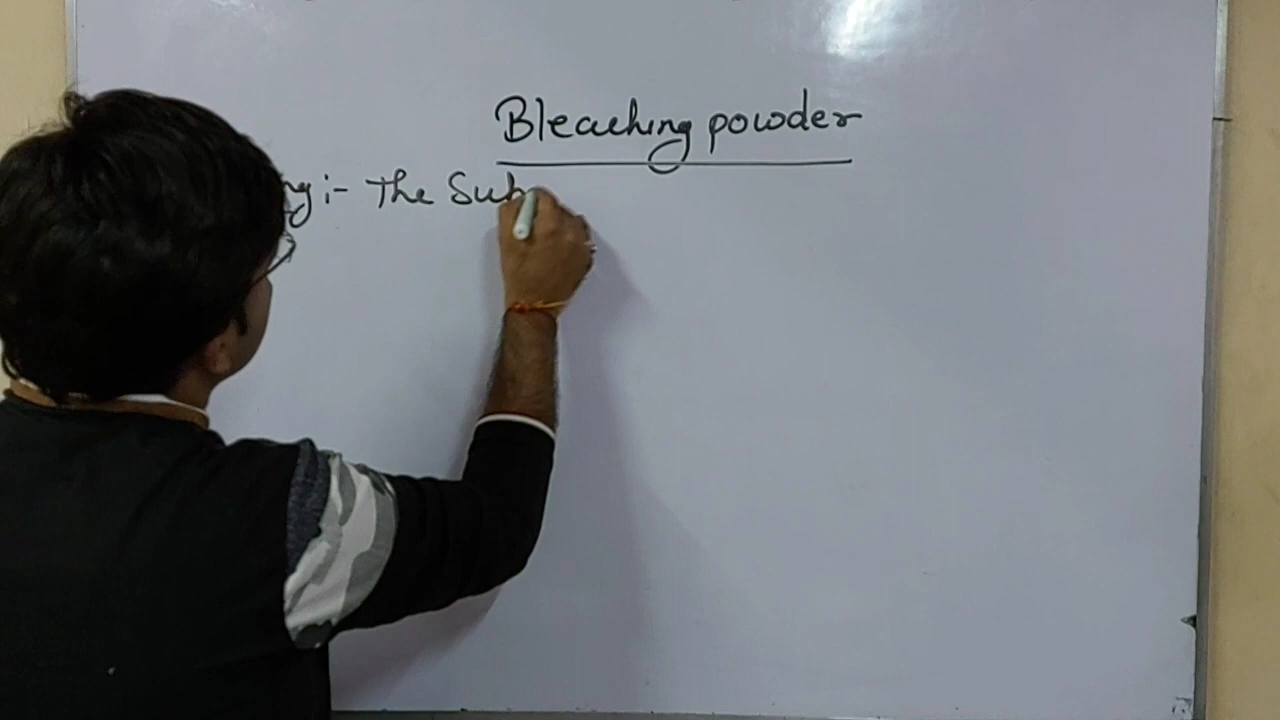 Bleaching powder
:- The Sub